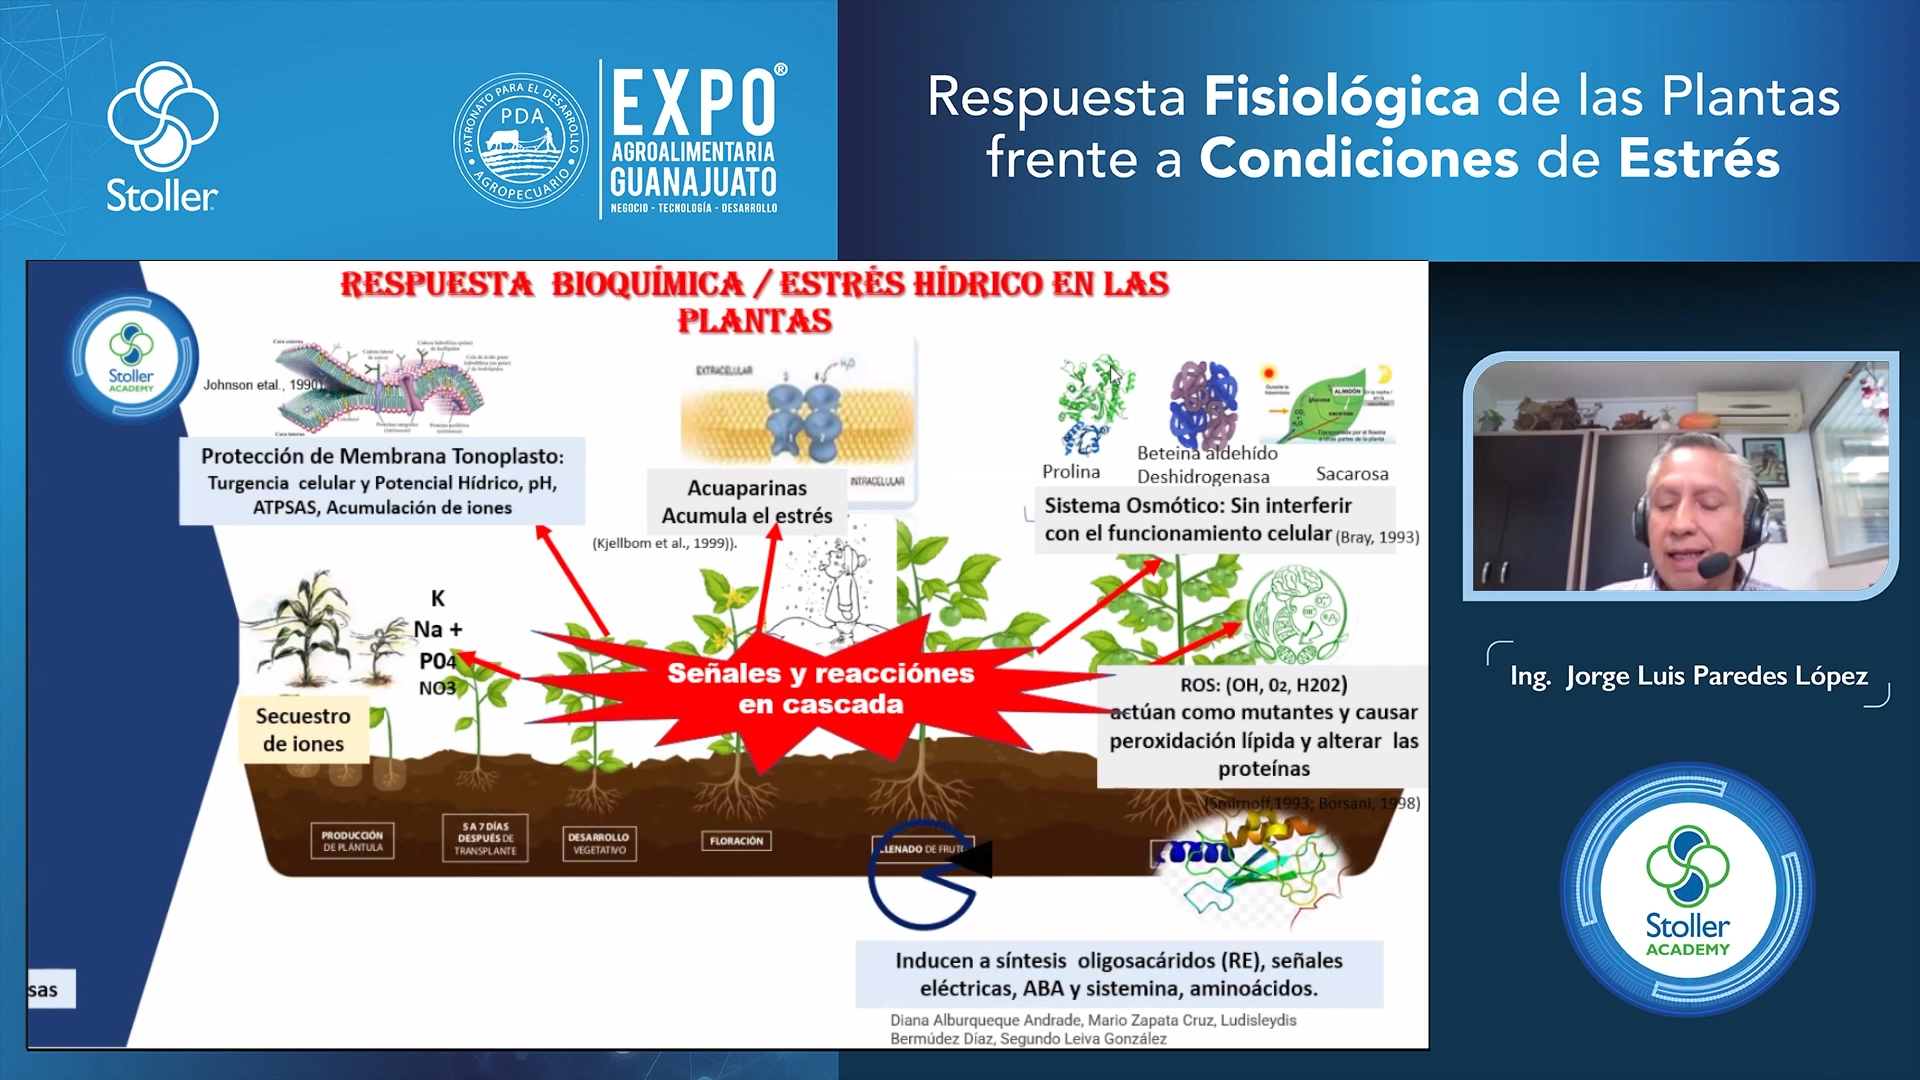 Stoller
PATRONATO PARA EL DESARROLLO
PDA
AGROPECUARIO
EXPO®
AGROALIMENTARIA
GUANAJUATO
NEGOCIO - TECNOLOGÍA - DESARROLLO
Respuesta Fisiológica de las Plantas
frente a Condiciones de Estrés
RESPUESTA BIOQUÍMICA / ESTRÉS HÍDRICO EN LAS
PLANTAS
Stoller
ACADEMY
Johnson etal., 1990)
Protección de Membrana Tonoplasto:
Turgencia celular y Potencial Hídrico, pH,
ATPSAS, Acumulación de iones
EXTRACELULAR
H₂O
INTRACELULAR
Acuaparinas
Acumula el estrés
(Kjellbom et al., 1999)).
ALMIDÓN
glucosa
sacarosa
Prolina
Beteina aldehído
Deshidrogenasa
Sacarosa
Sistema Osmótico: Sin interferir
con el funcionamiento celular (Bray, 1993)
K
Na +
P04
NO3
Secuestro
de iones
Señales y reacciónes
en cascada
ROS: (OH, 02, H202)
actúan como mutantes y causar
peroxidación lípida y alterar las
proteínas
(Smirnoff,1993; Borsani, 1998)
PRODUCCIÓN
DE PLÁNTULA
5 A 7 DÍAS
DESPUÉS DE
TRANSPLANTE
DESARROLLO
VEGETATIVO
FLORACIÓN
LLENADO DE FRUTO
Inducen a síntesis oligosacáridos (RE), señales
eléctricas, ABA y sistemina, aminoácidos.
Diana Alburqueque Andrade, Mario Zapata Cruz, Ludisleydis
Bermúdez Díaz, Segundo Leiva González
sas
Ing. Jorge Luis Paredes López
Stoller
ACADEMY